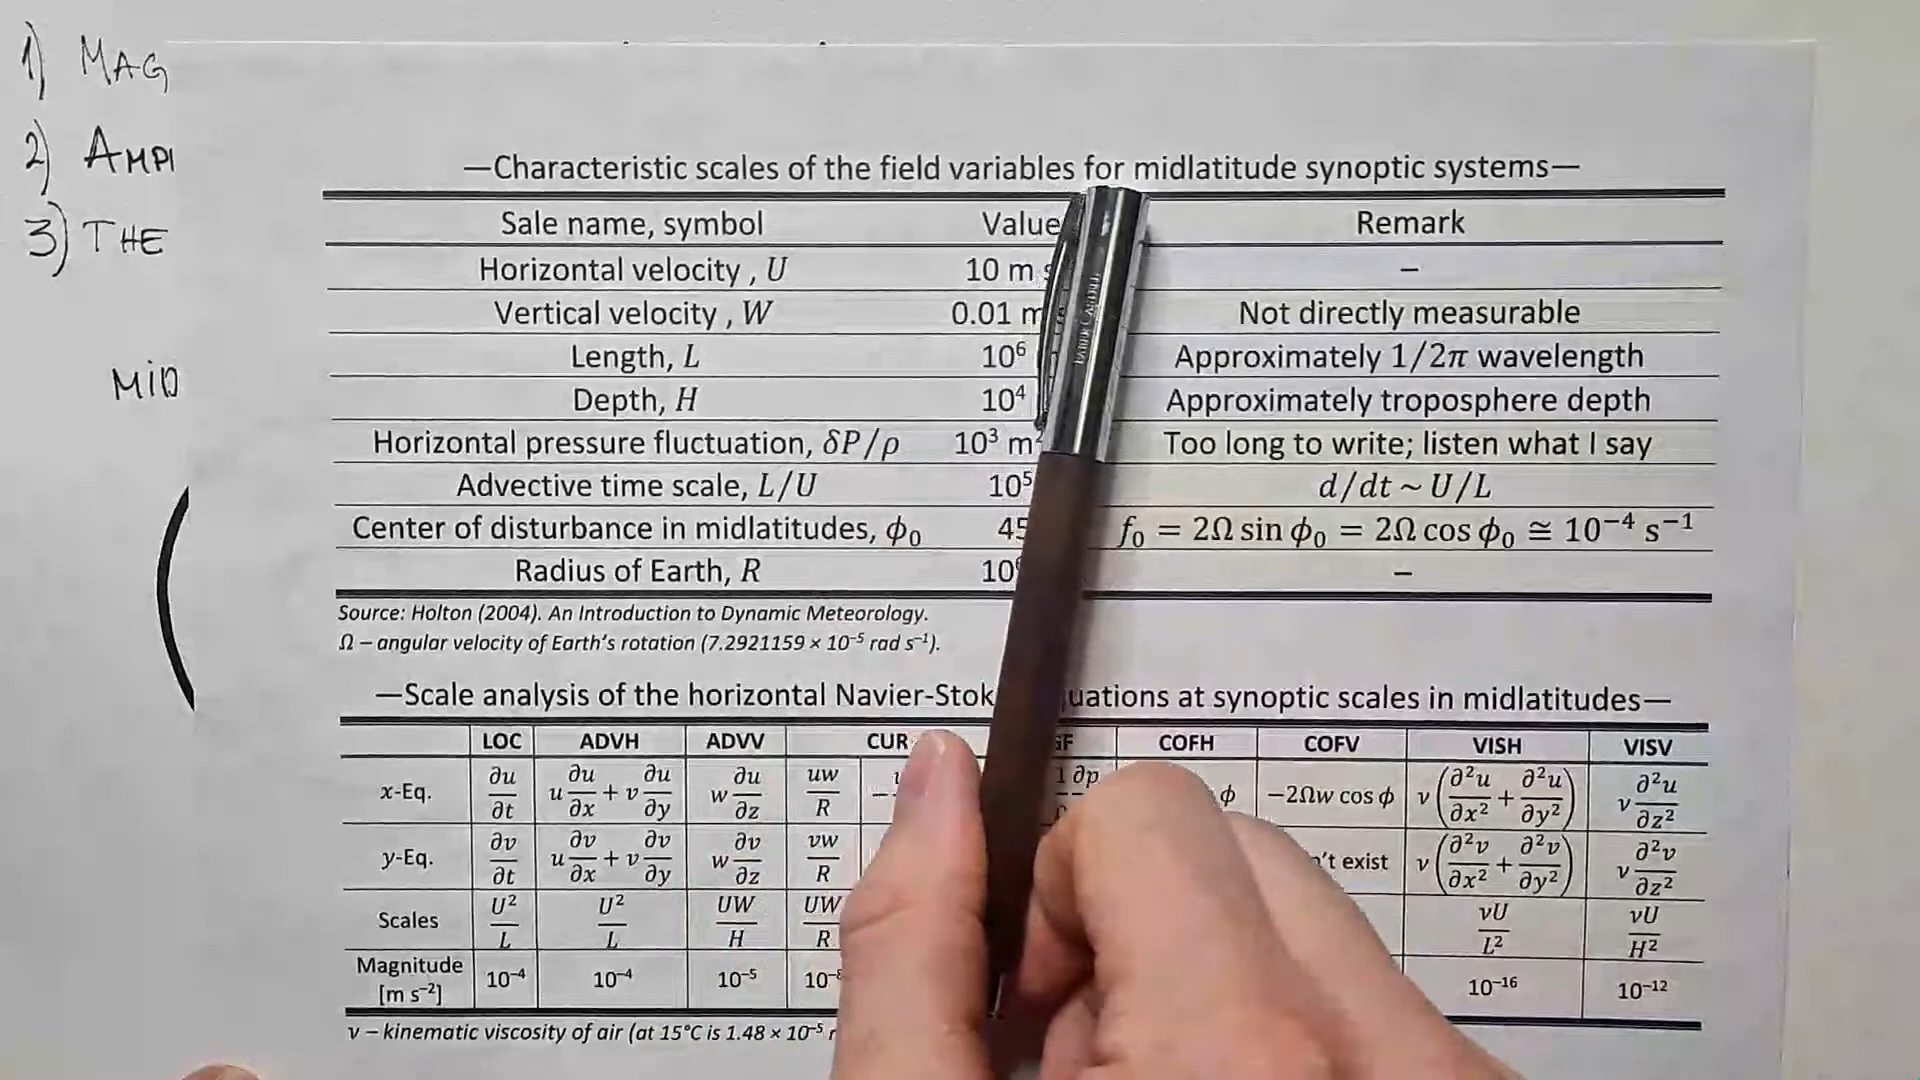 1) MAG
2) AMPl
3) THE
MID
—Characteristic scales of the field variables for midlatitude synoptic systems—
Sale name, symbol Value Remark
Horizontal velocity , U 10 m –
Vertical velocity , W 0.01 m Not directly measurable
Length, L 10⁶ Approximately 1/2π wavelength
Depth, H 10⁴ Approximately troposphere depth
Horizontal pressure fluctuation, δP/ρ 10³ m² Too long to write; listen what I say
Advective time scale, L/U 10⁵ d/dt ~ U/L
Center of disturbance in midlatitudes, ϕ₀ 45 f₀ = 2Ω sin ϕ₀ = 2Ω cos ϕ₀ ≅ 10⁻⁴ s⁻¹
Radius of Earth, R 10 –
Source: Holton (2004). An Introduction to Dynamic Meteorology.
Ω – angular velocity of Earth's rotation (7.2921159 × 10⁻⁵ rad s⁻¹).
—Scale analysis of the horizontal Navier-Stok uations at synoptic scales in midlatitudes—
LOC ADVH ADVV CUR GF COFH COFV VISH VISV
x-Eq. ∂u/∂t u ∂u/∂x + v ∂u/∂y w ∂u/∂z uw/R – 1 ∂p ϕ −2Ωw cos ϕ ν(∂²u/∂x² + ∂²u/∂y²) ν ∂²u/∂z²
y-Eq. ∂v/∂t u ∂v/∂x + v ∂v/∂y w ∂v/∂z vw/R 't exist ν(∂²v/∂x² + ∂²v/∂y²) ν ∂²v/∂z²
Scales U²/L U²/L UW/H UW/R νU/L² νU/H²
Magnitude
[m s⁻²] 10⁻⁴ 10⁻⁴ 10⁻⁵ 10⁻⁸ 10⁻¹⁶ 10⁻¹²
ν – kinematic viscosity of air (at 15°C is 1.48 × 10⁻⁵